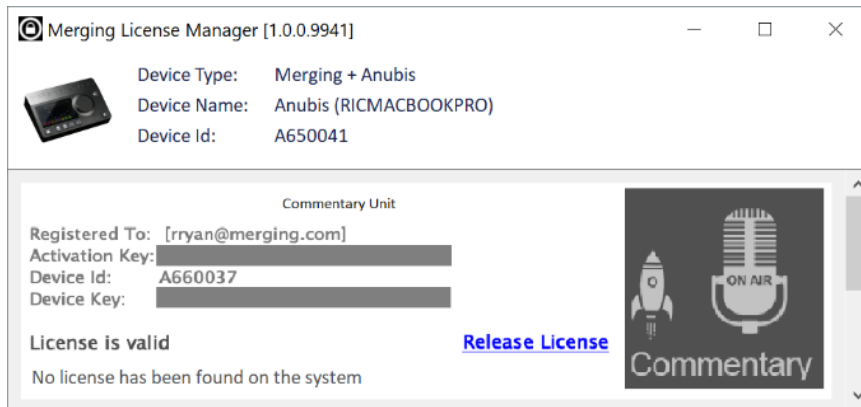 Merging License Manager [1.0.0.9941]
Device Type: Merging + Anubis
Device Name: Anubis (RICMACBOOKPRO)
Device Id: A650041
Commentary Unit
Registered To: [rryan@merging.com]
Activation Key:
Device Id: A660037
Device Key:
License is valid
Release License
No license has been found on the system
ON AIR
Commentary